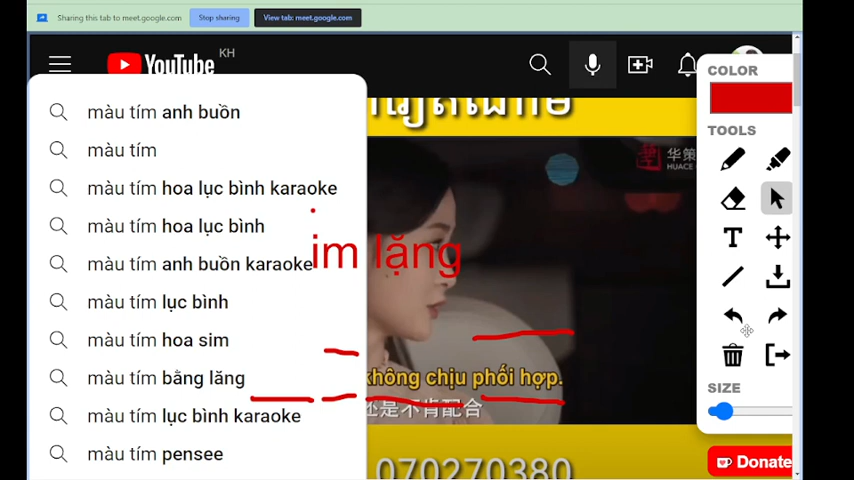 Sharing this tab to meet.google.com
Stop sharing
View tab: meet.google.com
YouTube KH
màu tím anh buồn
màu tím
màu tím hoa lục bình karaoke
màu tím hoa lục bình
màu tím anh buồn karaoke
màu tím lục bình
màu tím hoa sim
màu tím bằng lăng
màu tím lục bình karaoke
màu tím pensee
im lặng
华策
HUACE
không chịu phối hợp.
还是不肯配合
070270380
COLOR
TOOLS
T
SIZE
Donate